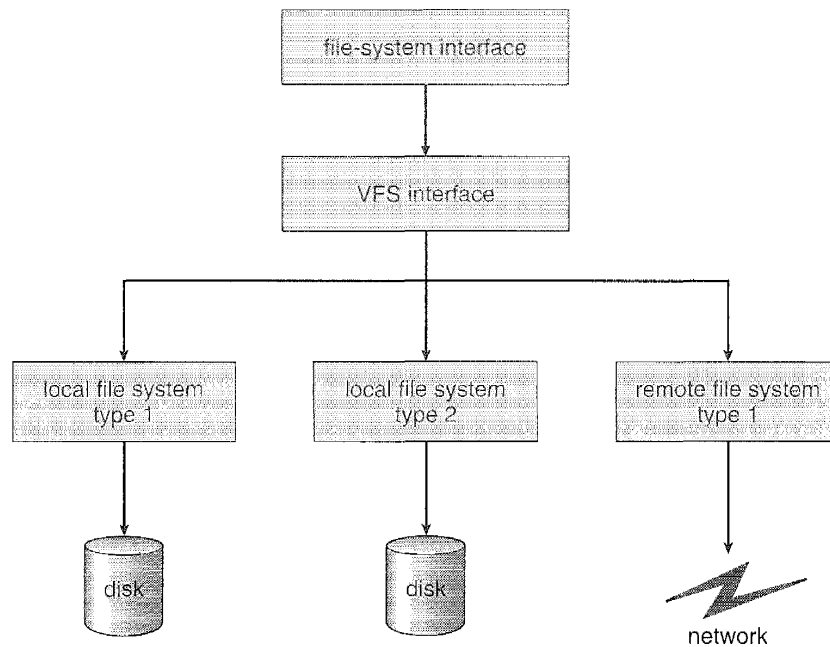 file-system interface
VFS interface
local file system
type 1
local file system
type 2
remote file system
type 1
disk
disk
network